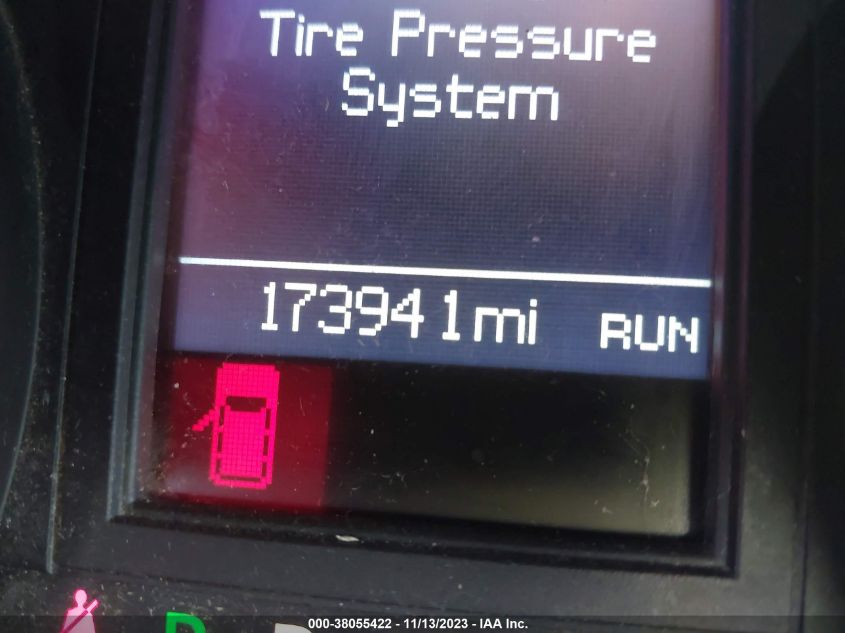 Tire Pressure
System
173941mi RUN
P
000-38055422 - 11/13/2023 - IAA Inc.